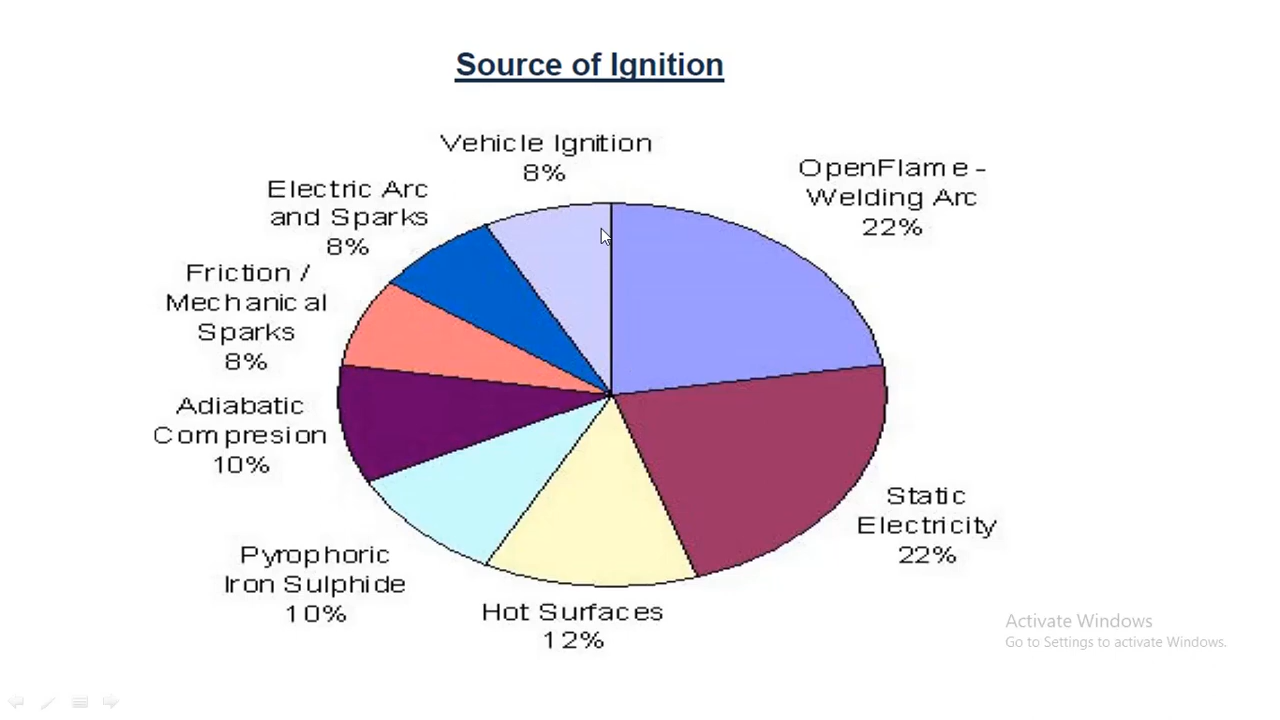 Source of Ignition
Vehicle Ignition
8%
OpenFlame -
Welding Arc
22%
Electric Arc
and Sparks
8%
Friction /
Mechanical
Sparks
8%
Adiabatic
Compresion
10%
Static
Electricity
22%
Pyrophoric
Iron Sulphide
10%
Hot Surfaces
12%
Activate Windows
Go to Settings to activate Windows.